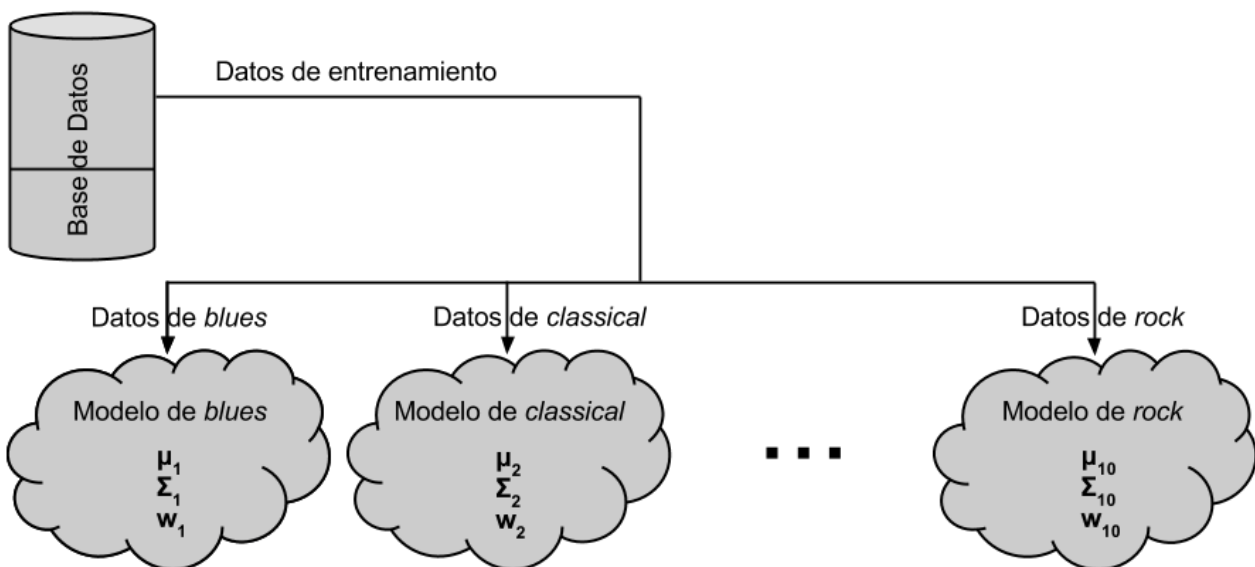 Base de Datos
Datos de entrenamiento
Datos de blues
Datos de classical
Datos de rock
Modelo de blues
μ1
Σ1
w1
Modelo de classical
μ2
Σ2
w2
...
Modelo de rock
μ10
Σ10
w10